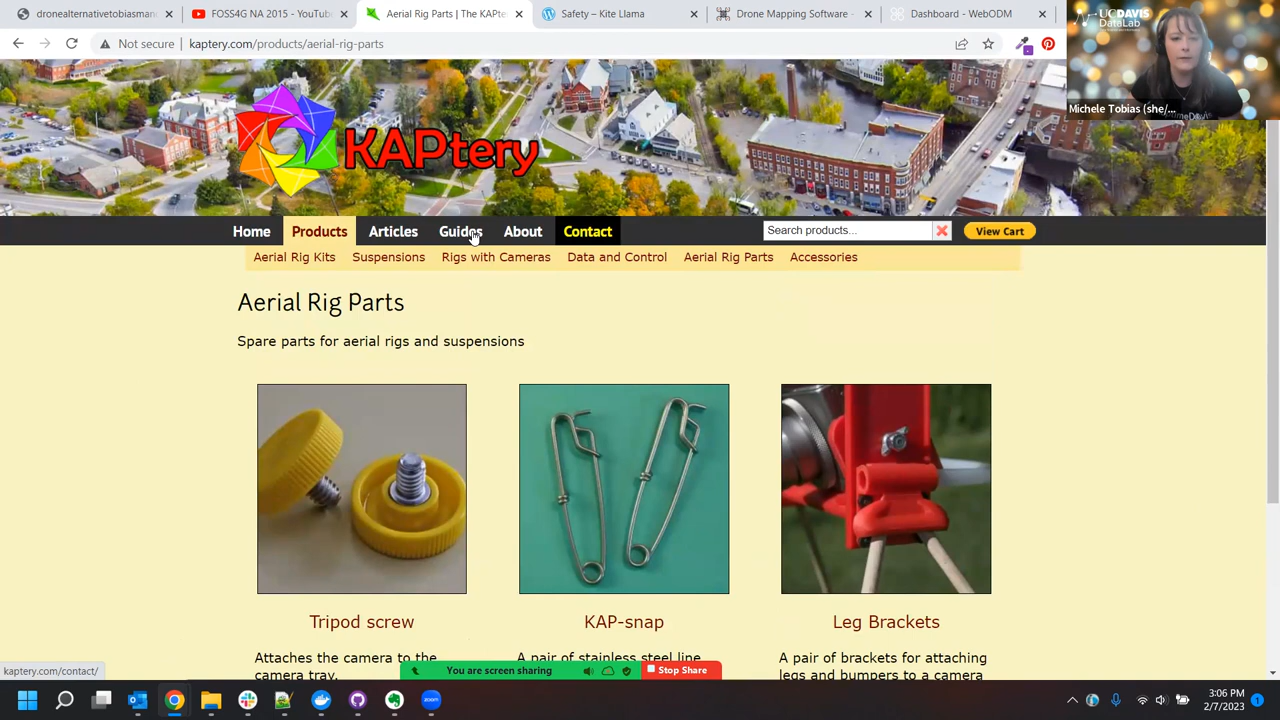 dronealternativetobiasman
FOSS4G NA 2015 - YouTub
Aerial Rig Parts | The KAPte
Safety – Kite Llama
Drone Mapping Software
Dashboard - WebODM
Not secure
kaptery.com/products/aerial-rig-parts
UCDAVIS
DataLab
Michele Tobias (she/...
KAPtery
Home
Products
Articles
Guides
About
Contact
Search products...
View Cart
Aerial Rig Kits
Suspensions
Rigs with Cameras
Data and Control
Aerial Rig Parts
Accessories
Aerial Rig Parts
Spare parts for aerial rigs and suspensions
Tripod screw
KAP-snap
Leg Brackets
Attaches the camera to the
camera tray.
A pair of stainless steel line
A pair of brackets for attaching
legs and bumpers to a camera
kaptery.com/contact/
You are screen sharing
Stop Share
3:06 PM
2/7/2023